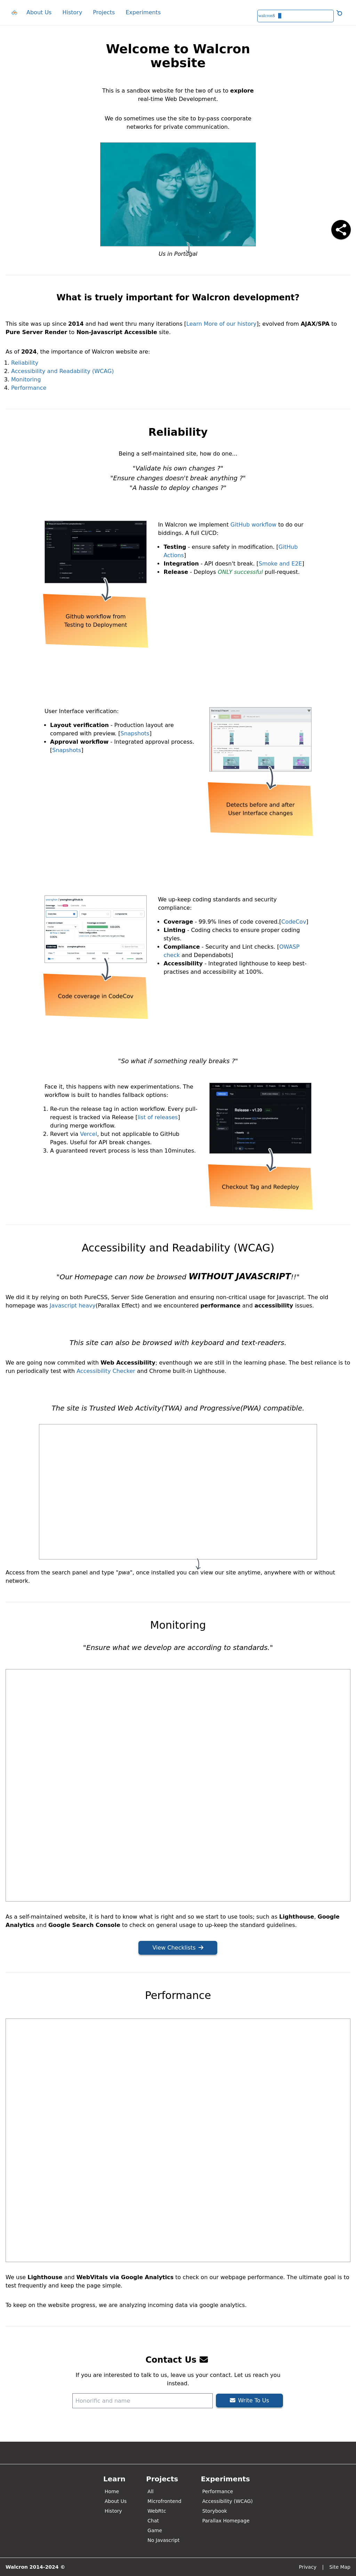 About Us History Projects Experiments
walcron$
Welcome to Walcron
website
This is a sandbox website for the two of us to explore
real-time Web Development.
We do sometimes use the site to by-pass coorporate
networks for private communication.
Us in Portugal
What is truely important for Walcron development?
This site was up since 2014 and had went thru many iterations [Learn More of our history]; evolved from AJAX/SPA to
Pure Server Render to Non-Javascript Accessible site.
As of 2024, the importance of Walcron website are:
1. Reliability
2. Accessibility and Readability (WCAG)
3. Monitoring
4. Performance
Reliability
Being a self-maintained site, how do one...
"Validate his own changes ?"
"Ensure changes doesn't break anything ?"
"A hassle to deploy changes ?"
In Walcron we implement GitHub workflow to do our
buildings. A full CI/CD:
• Testing - ensure safety in modification. [GitHub
Actions]
• Integration - API doesn't break. [Smoke and E2E]
• Release - Deploys ONLY successful pull-request.
Github workflow from
Testing to Deployment
User Interface verification:
• Layout verification - Production layout are
compared with preview. [Snapshots]
• Approval workflow - Integrated approval process.
[Snapshots]
Detects before and after
User Interface changes
We up-keep coding standards and security
compliance:
• Coverage - 99.9% lines of code covered.[CodeCov]
• Linting - Coding checks to ensure proper coding
styles.
• Compliance - Security and Lint checks. [OWASP
check and Dependabots]
• Accessibility - Integrated lighthouse to keep best-
practises and accessibility at 100%.
Code coverage in CodeCov
"So what if something really breaks ?"
Face it, this happens with new experimentations. The
workflow is built to handle fallback options:
1. Re-run the release tag in action workflow. Every pull-
request is tracked via Release [list of releases]
during merge workflow.
2. Revert via Vercel, but not applicable to GitHub
Pages. Useful for API break changes.
3. A guaranteed revert process is less than 10minutes.
Release - v1.20
Checkout Tag and Redeploy
Accessibility and Readability (WCAG)
"Our Homepage can now be browsed WITHOUT JAVASCRIPT!!"
We did it by relying on both PureCSS, Server Side Generation and ensuring non-critical usage for Javascript. The old
homepage was Javascript heavy(Parallax Effect) and we encountered performance and accessibility issues.
This site can also be browsed with keyboard and text-readers.
We are going now commited with Web Accessibility; eventhough we are still in the learning phase. The best reliance is to
run periodically test with Accessibility Checker and Chrome built-in Lighthouse.
The site is Trusted Web Activity(TWA) and Progressive(PWA) compatible.
Access from the search panel and type "pwa", once installed you can view our site anytime, anywhere with or without
network.
Monitoring
"Ensure what we develop are according to standards."
As a self-maintained website, it is hard to know what is right and so we start to use tools; such as Lighthouse, Google
Analytics and Google Search Console to check on general usage to up-keep the standard guidelines.
View Checklists
Performance
We use Lighthouse and WebVitals via Google Analytics to check on our webpage performance. The ultimate goal is to
test frequently and keep the page simple.
To keep on the website progress, we are analyzing incoming data via google analytics.
Contact Us
If you are interested to talk to us, leave us your contact. Let us reach you
instead.
Honorific and name
Write To Us
Learn Projects Experiments
Home All Performance
About Us Microfrontend Accessibility (WCAG)
History WebRtc Storybook
Chat Parallax Homepage
Game
No Javascript
Walcron 2014-2024 © Privacy | Site Map